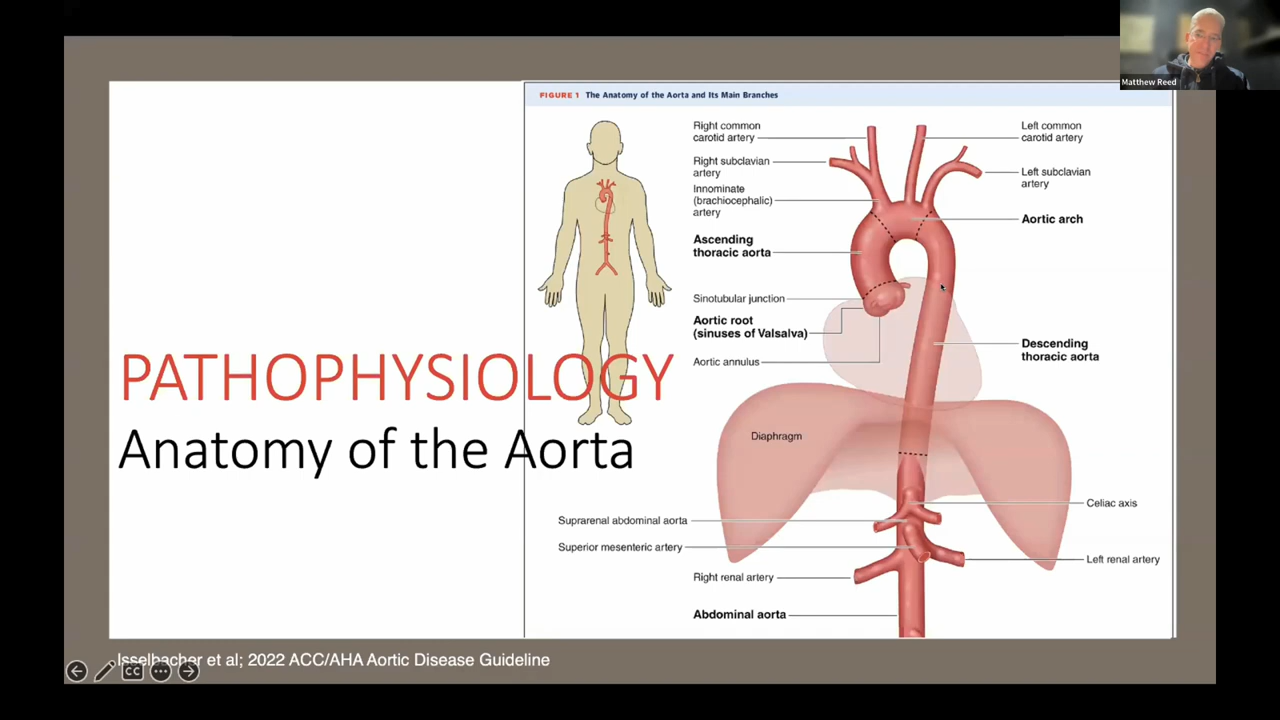 Matthew Reed
FIGURE 1 The Anatomy of the Aorta and Its Main Branches
Right common
carotid artery
Left common
carotid artery
Right subclavian
artery
Left subclavian
artery
Innominate
(brachiocephalic)
artery
Aortic arch
Ascending
thoracic aorta
Sinotubular junction
Aortic root
(sinuses of Valsalva)
Aortic annulus
Descending
thoracic aorta
PATHOPHYSIOLOGY
Anatomy of the Aorta
Diaphragm
Celiac axis
Suprarenal abdominal aorta
Superior mesenteric artery
Left renal artery
Right renal artery
Abdominal aorta
Isselbacher et al; 2022 ACC/AHA Aortic Disease Guideline
CC